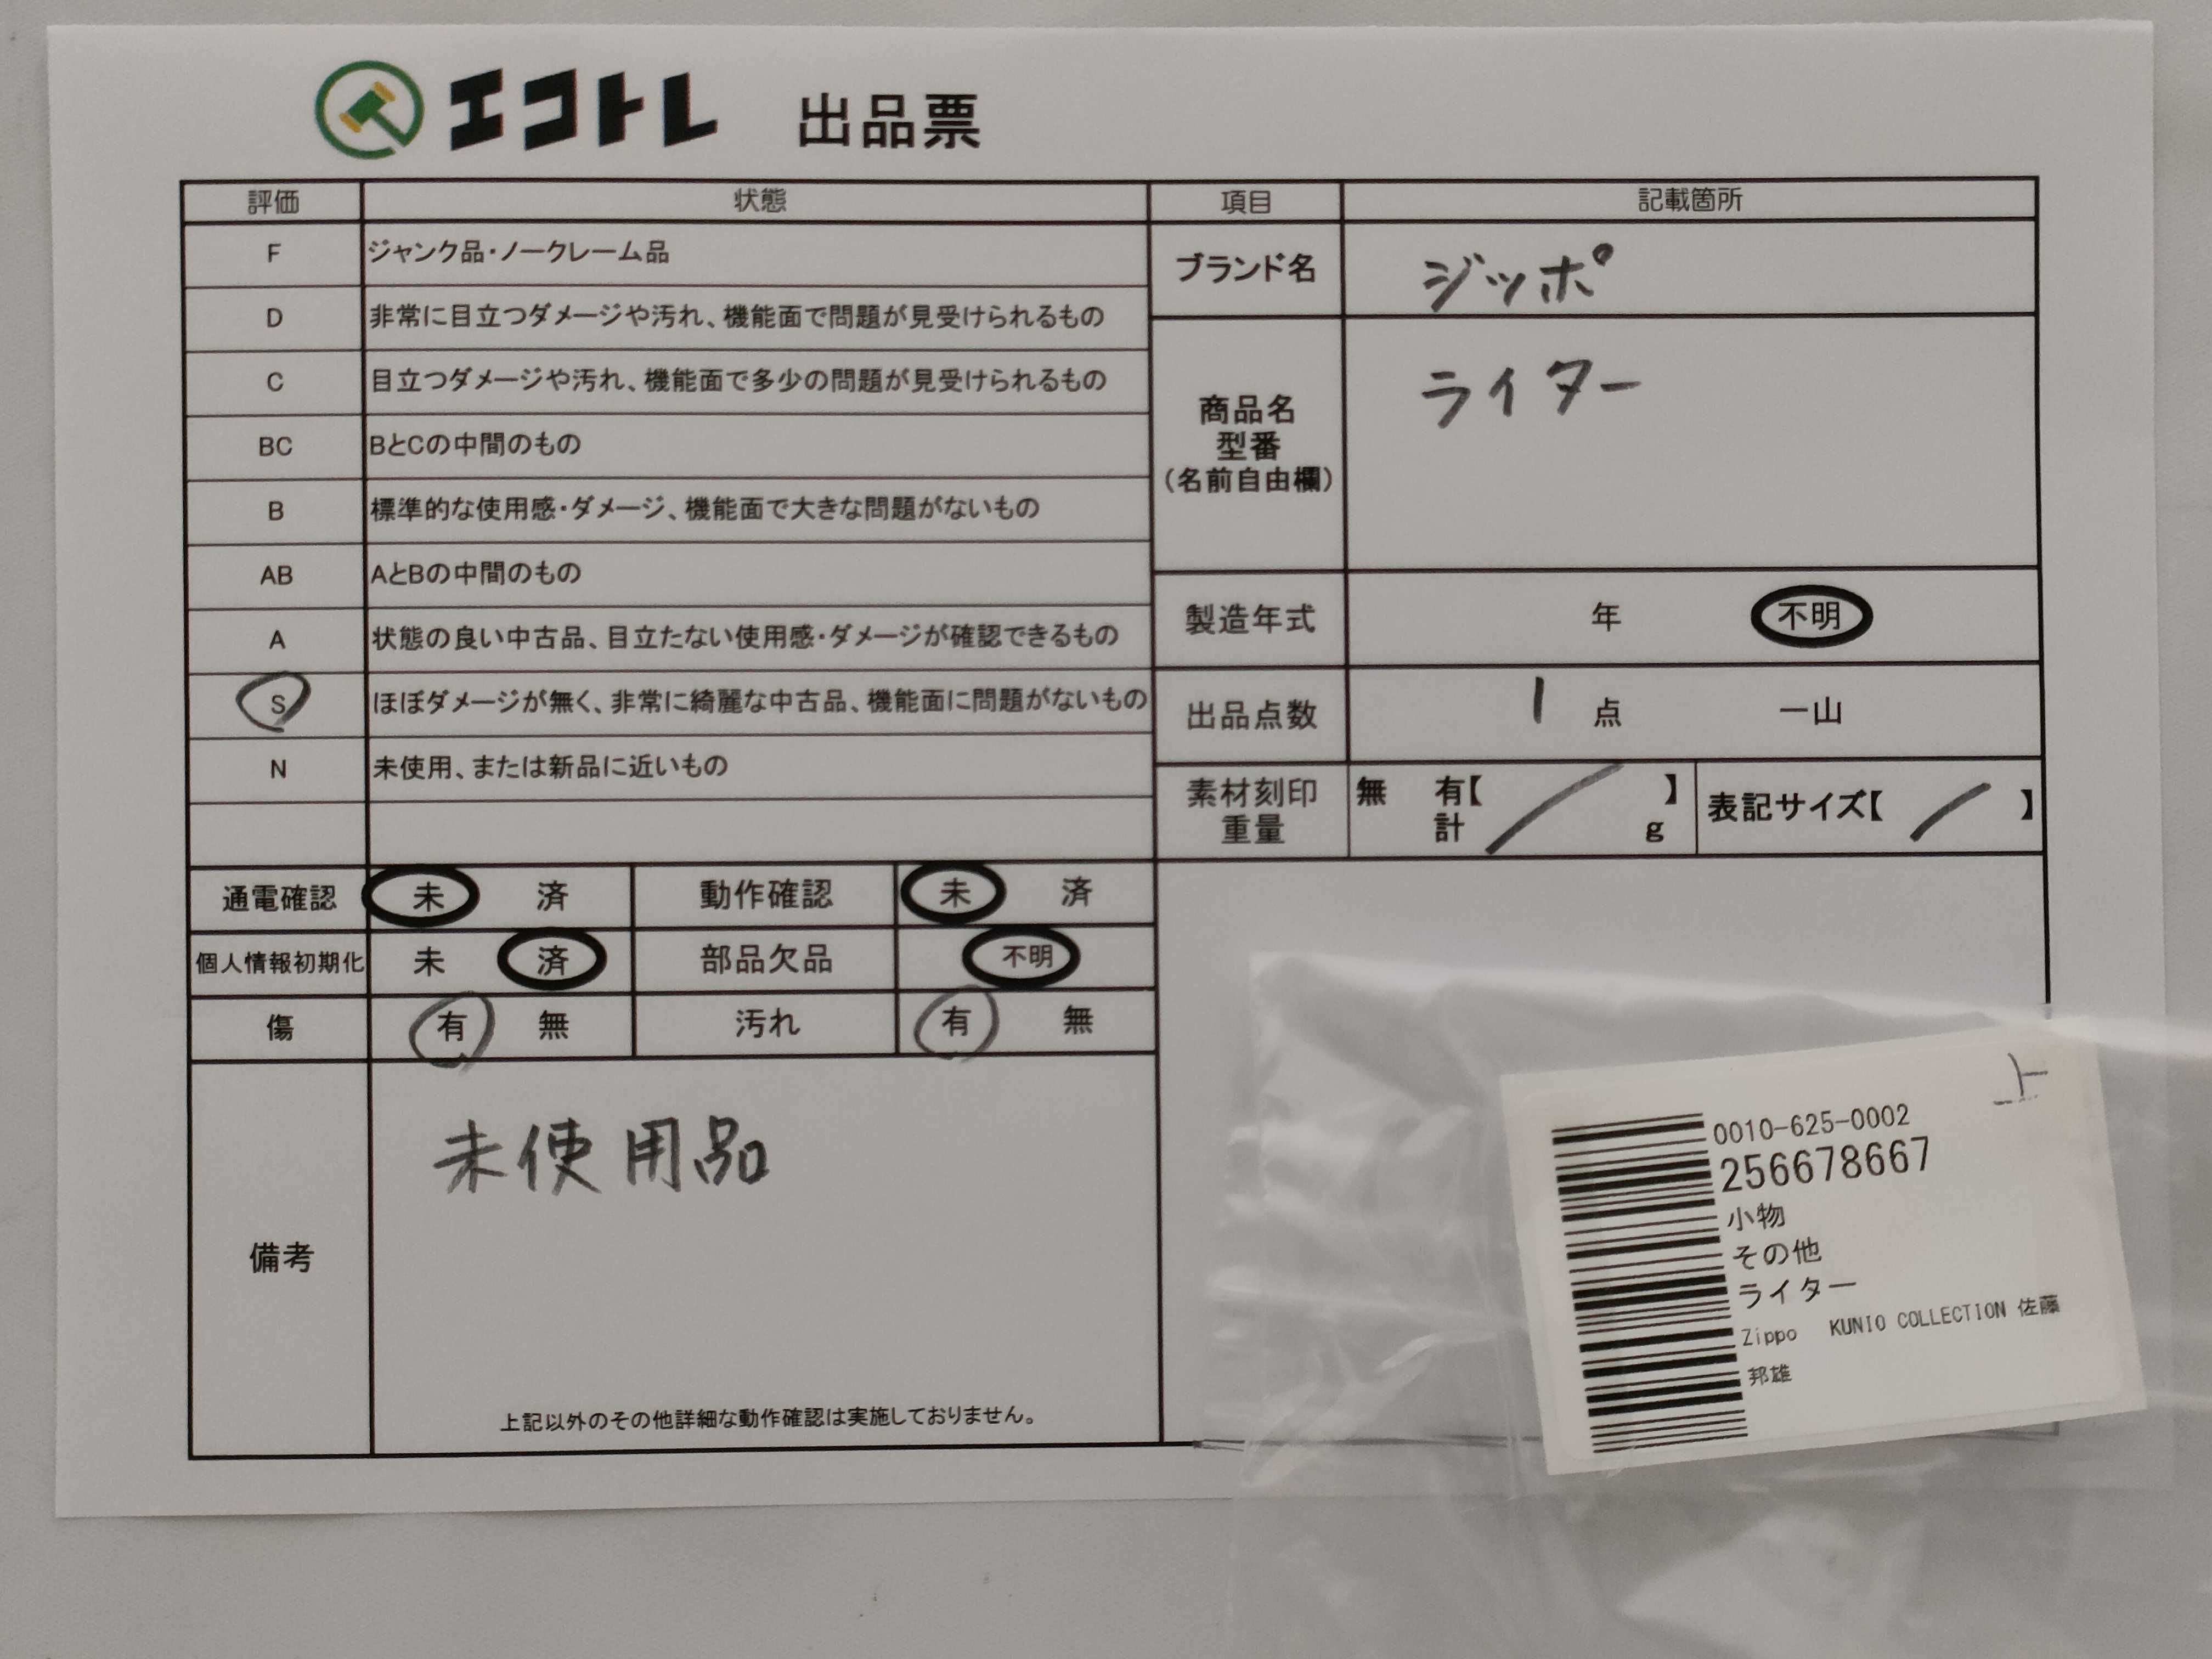 エコトレ 出品票
評価 状態 項目 記載箇所
F ジャンク品・ノークレーム品
D 非常に目立つダメージや汚れ、機能面で問題が見受けられるもの
C 目立つダメージや汚れ、機能面で多少の問題が見受けられるもの
BC BとCの中間のもの
B 標準的な使用感・ダメージ、機能面で大きな問題がないもの
AB AとBの中間のもの
A 状態の良い中古品、目立たない使用感・ダメージが確認できるもの
S ほぼダメージが無く、非常に綺麗な中古品、機能面に問題がないもの
N 未使用、または新品に近いもの
ブランド名 ジッポ
商品名
型番
(名前自由欄)
ライター
製造年式 年 不明
出品点数 1 点 一山
素材刻印
重量
無 有【 】
計 g
表記サイズ【 】
通電確認 未 済 動作確認 未 済
個人情報初期化 未 済 部品欠品 不明
傷 有 無 汚れ 有 無
備考
未使用品
上記以外のその他詳細な動作確認は実施しておりません。
上
0010-625-0002
256678667
小物
その他
ライター
Zippo KUNIO COLLECTION 佐藤
邦雄